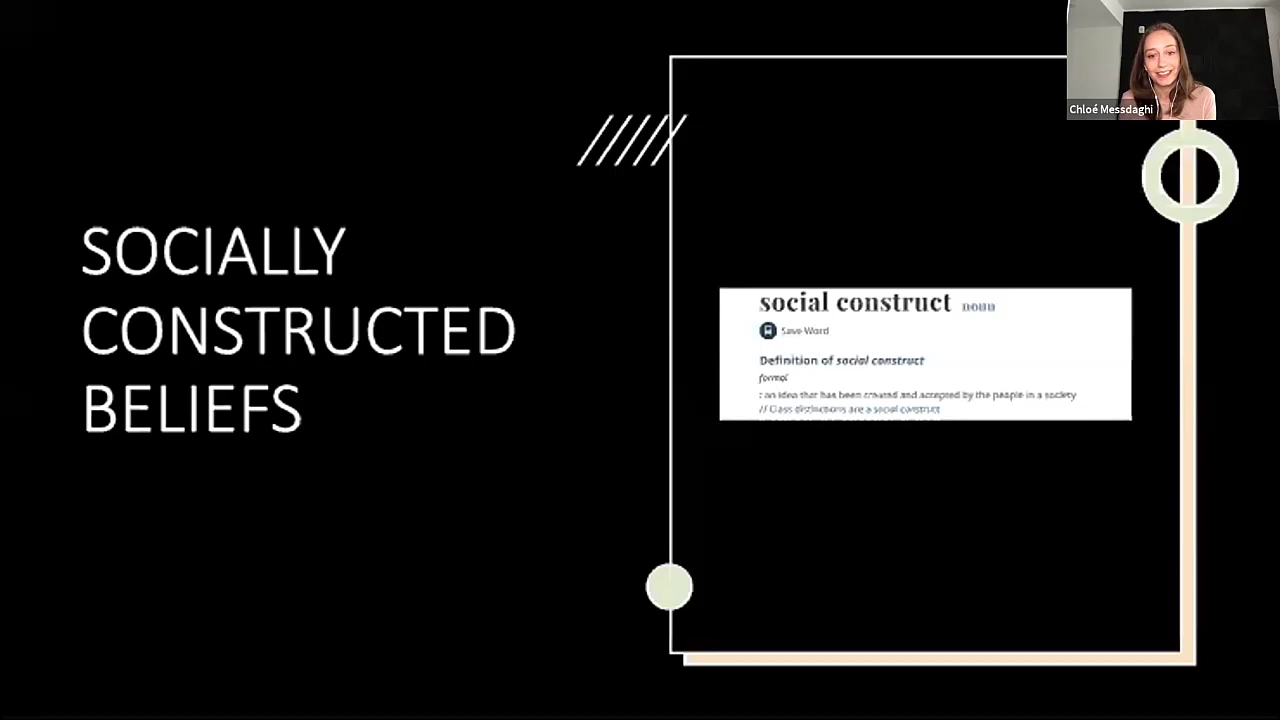 Chloé Messdaghi
SOCIALLY
CONSTRUCTED
BELIEFS
social construct noun
Save Word
Definition of social construct
formal
: an idea that has been created and accepted by the people in a society
// Class distinctions are a social construct